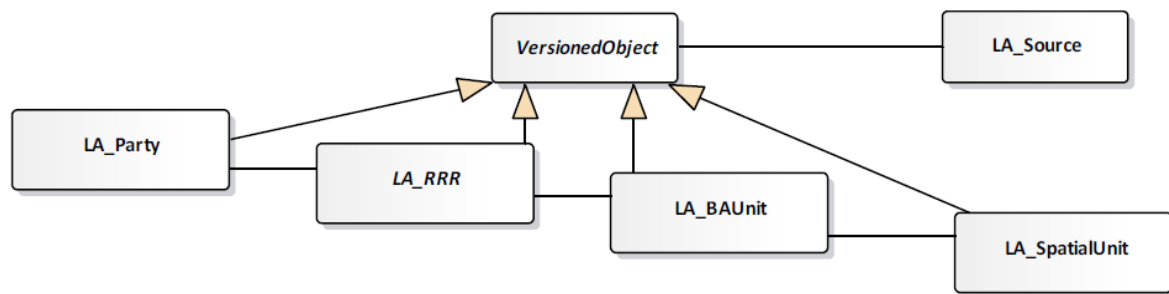 VersionedObject
LA_Source
LA_Party
LA_RRR
LA_BAUnit
LA_SpatialUnit